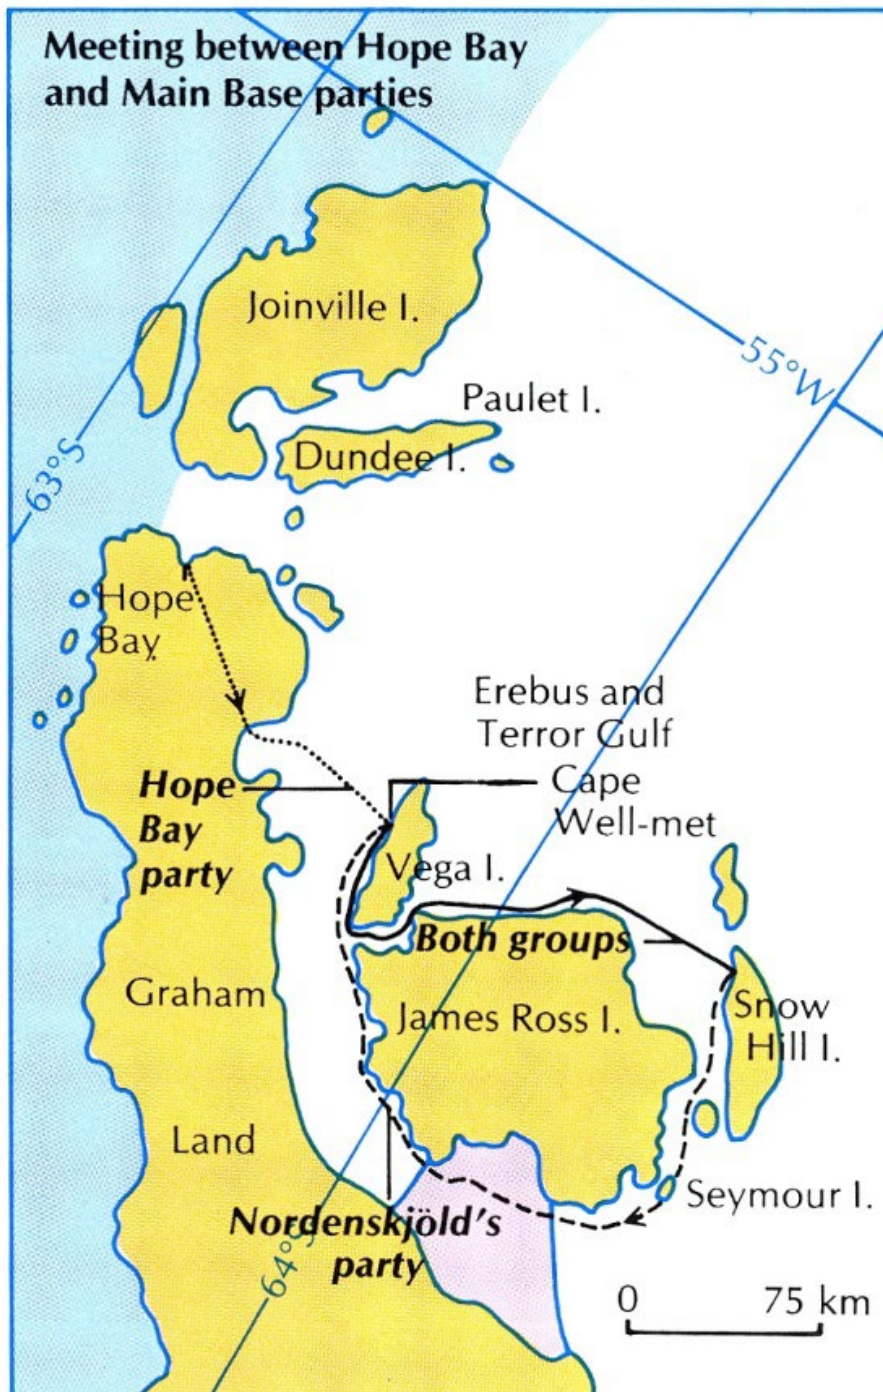 Meeting between Hope Bay
and Main Base parties
Joinville I.
55°W
Paulet I.
Dundee I.
63°S
Hope
Bay
Erebus and
Terror Gulf
Cape
Well-met
Hope
Bay
party
Vega I.
Both groups
Graham
James Ross I.
Snow
Hill I.
Land
Seymour I.
Nordenskjöld's
party
64°S
0 75 km